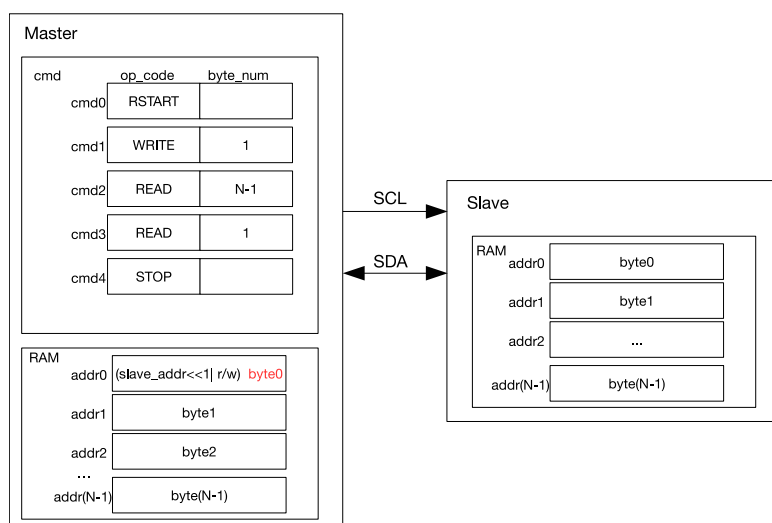 Master
cmd op_code byte_num
cmd0 RSTART
cmd1 WRITE 1
cmd2 READ N-1
cmd3 READ 1
cmd4 STOP
RAM
addr0 (slave_addr<<1| r/w) byte0
addr1 byte1
addr2 byte2
...
addr(N-1) byte(N-1)
SCL
SDA
Slave
RAM
addr0 byte0
addr1 byte1
addr2 ...
addr(N-1) byte(N-1)